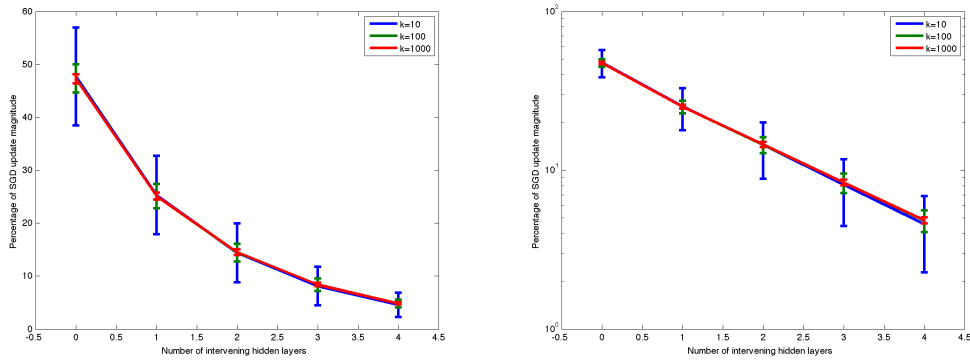 60
50
40
30
20
10
0
-0.5 0 0.5 1 1.5 2 2.5 3 3.5 4 4.5
Percentage of SGD update magnitude
Number of intervening hidden layers
k=10
k=100
k=1000
10^2
10^1
10^0
-0.5 0 0.5 1 1.5 2 2.5 3 3.5 4 4.5
Percentage of SGD update magnitude
Number of intervening hidden layers
k=10
k=100
k=1000